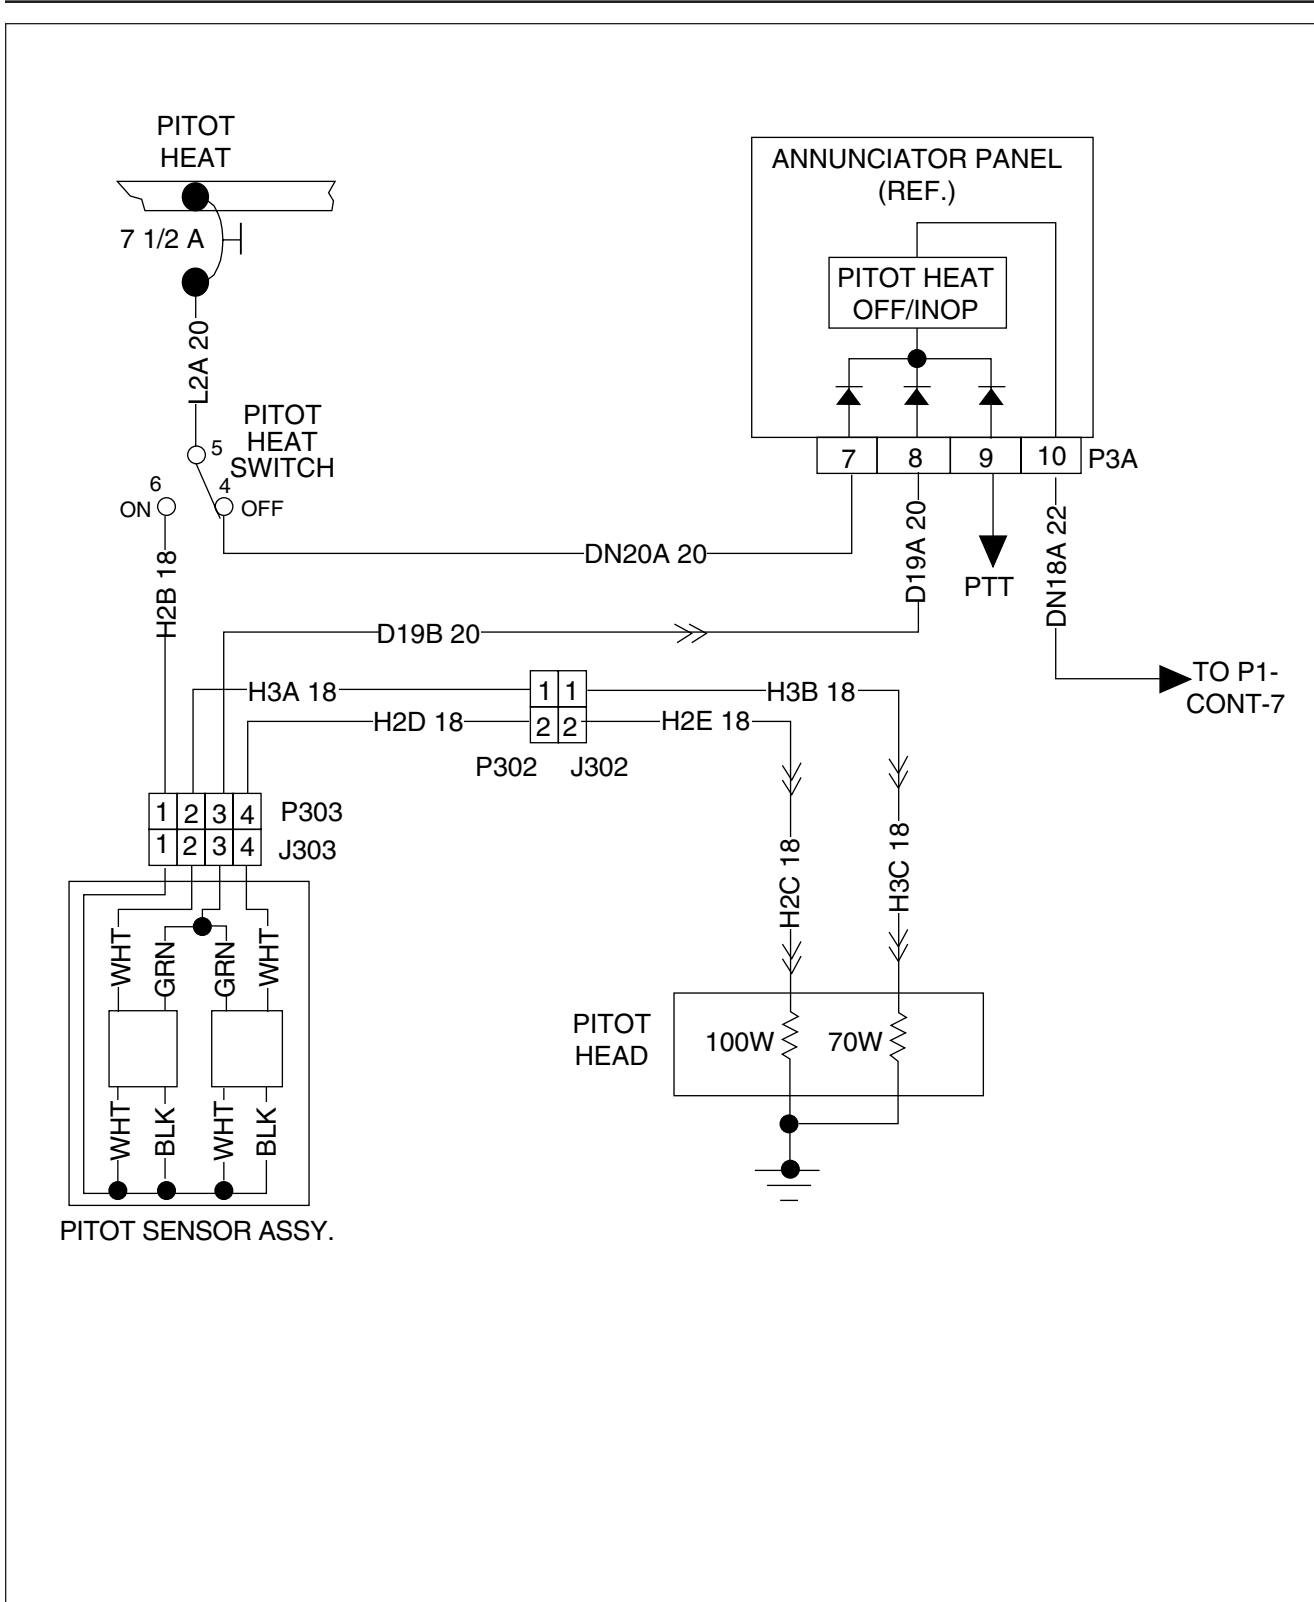 PITOT
HEAT
7 1/2 A
L2A 20
PITOT
HEAT
SWITCH
5
6
4
ON
OFF
H2B 18
DN20A 20
ANNUNCIATOR PANEL
(REF.)
PITOT HEAT
OFF/INOP
7 8 9 10 P3A
D19A 20
PTT
DN18A 22
TO P1-
CONT-7
D19B 20
H3A 18
1 1
H3B 18
H2D 18
2 2
H2E 18
P302 J302
1 2 3 4 P303
1 2 3 4 J303
H2C 18
H3C 18
WHT GRN GRN WHT
WHT BLK WHT BLK
PITOT SENSOR ASSY.
PITOT
HEAD
100W 70W